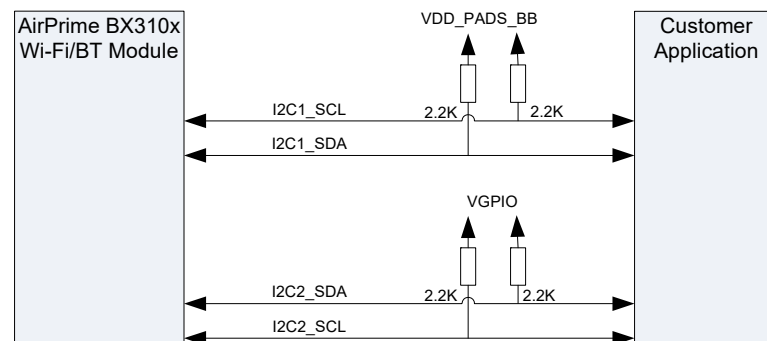 AirPrime BX310x
Wi-Fi/BT Module
VDD_PADS_BB
Customer
Application
I2C1_SCL
2.2K
2.2K
I2C1_SDA
VGPIO
I2C2_SDA
2.2K
2.2K
I2C2_SCL